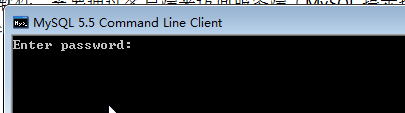 MySQL 5.5 Command Line Client
Enter password: